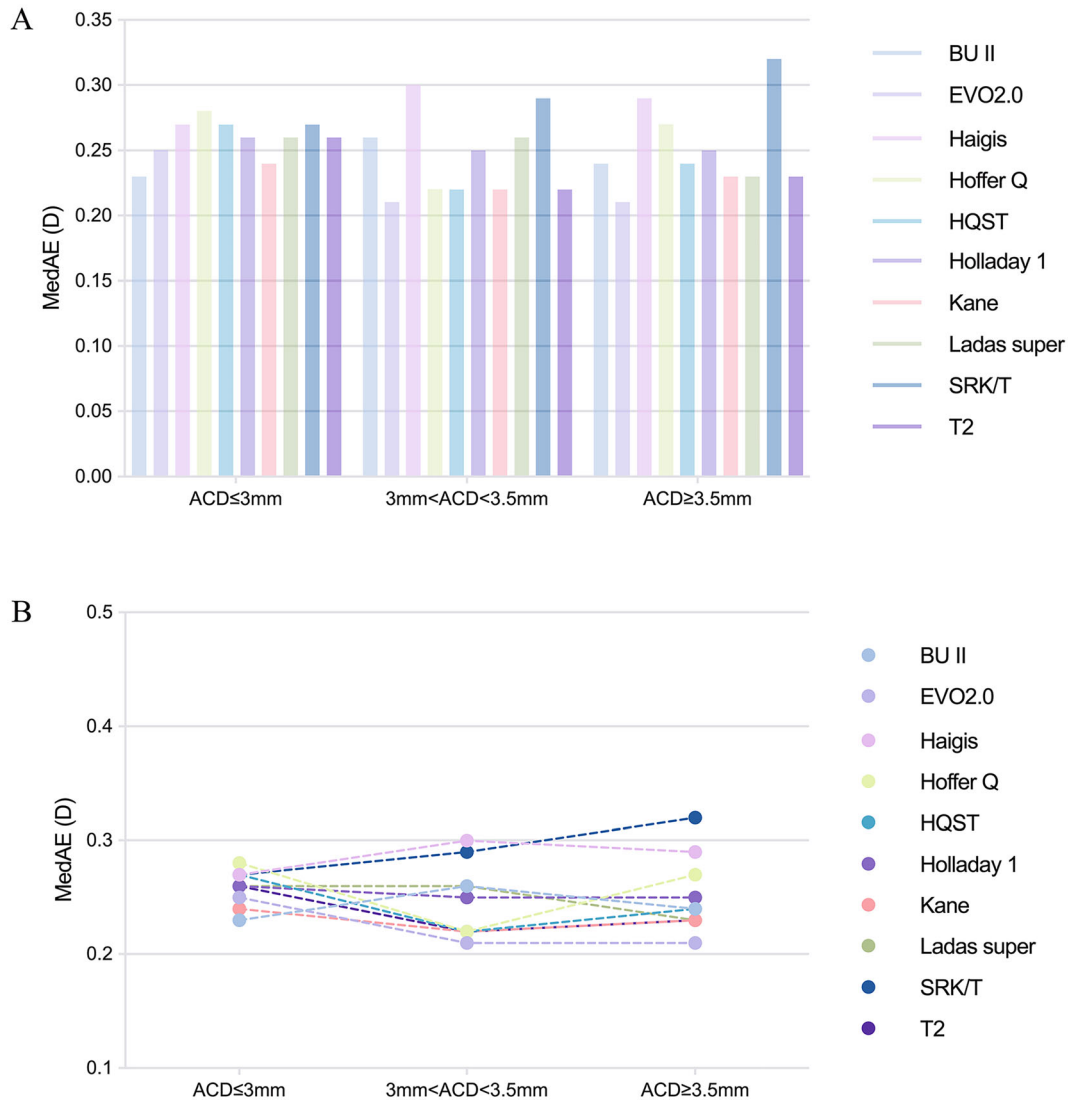 A
0.35
0.30
0.25
0.20
0.15
0.10
0.05
0.00
MedAE (D)
ACD≤3mm
3mm<ACD<3.5mm
ACD≥3.5mm
BU II
EVO2.0
Haigis
Hoffer Q
HQST
Holladay 1
Kane
Ladas super
SRK/T
T2
B
0.5
0.4
0.3
0.2
0.1
MedAE (D)
ACD≤3mm
3mm<ACD<3.5mm
ACD≥3.5mm
BU II
EVO2.0
Haigis
Hoffer Q
HQST
Holladay 1
Kane
Ladas super
SRK/T
T2